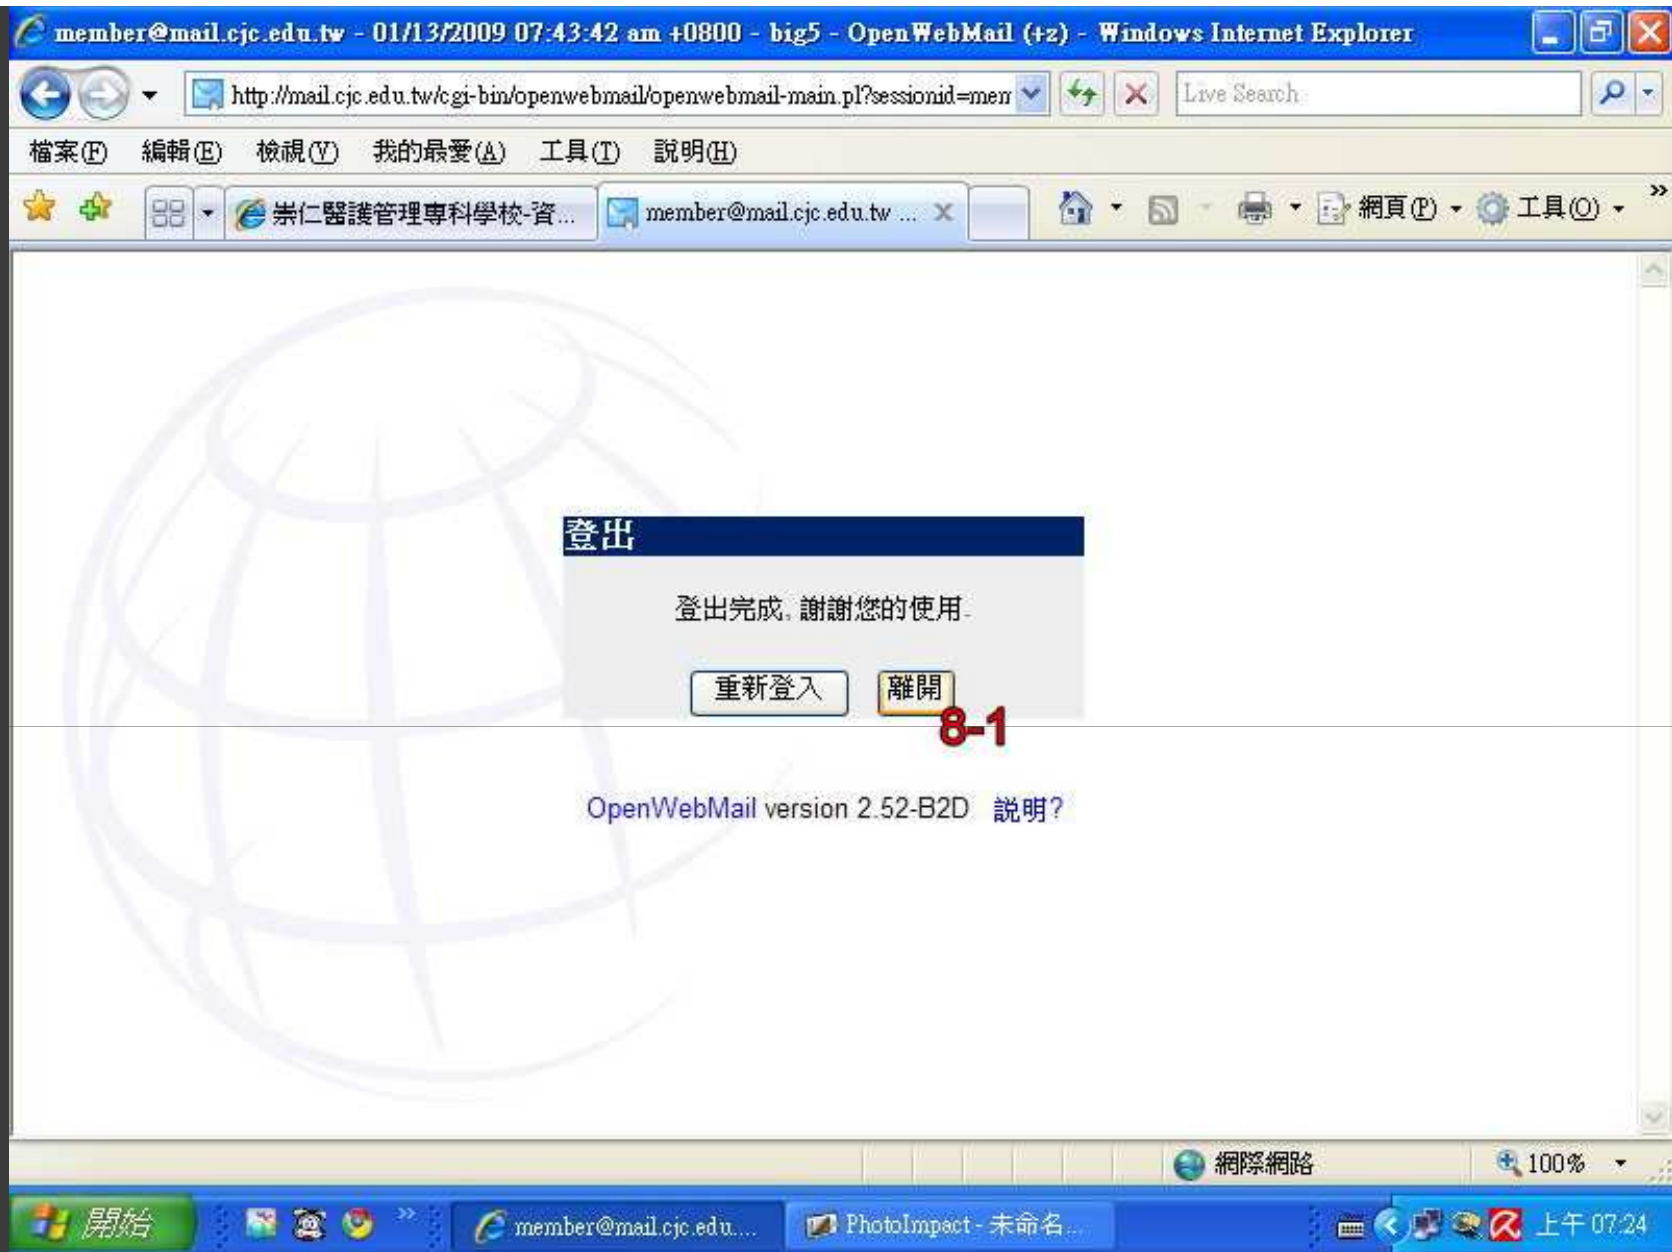 member@mail.cjc.edu.tw - 01/13/2009 07:43:42 am +0800 - big5 - OpenWebMail (+z) - Windows Internet Explorer
http://mail.cjc.edu.tw/cgi-bin/openwebmail/openwebmail-main.pl?sessionid=mem
Live Search
檔案(F) 編輯(E) 檢視(V) 我的最愛(A) 工具(T) 說明(H)
崇仁醫護管理專科學校-資... member@mail.cjc.edu.tw ... 網頁(P) 工具(O) »
登出
登出完成, 謝謝您的使用.
重新登入 離開
8-1
OpenWebMail version 2.52-B2D 說明?
網際網路 100%
開始 » member@mail.cjc.edu.... PhotoImpact - 未命名... 上午 07:24